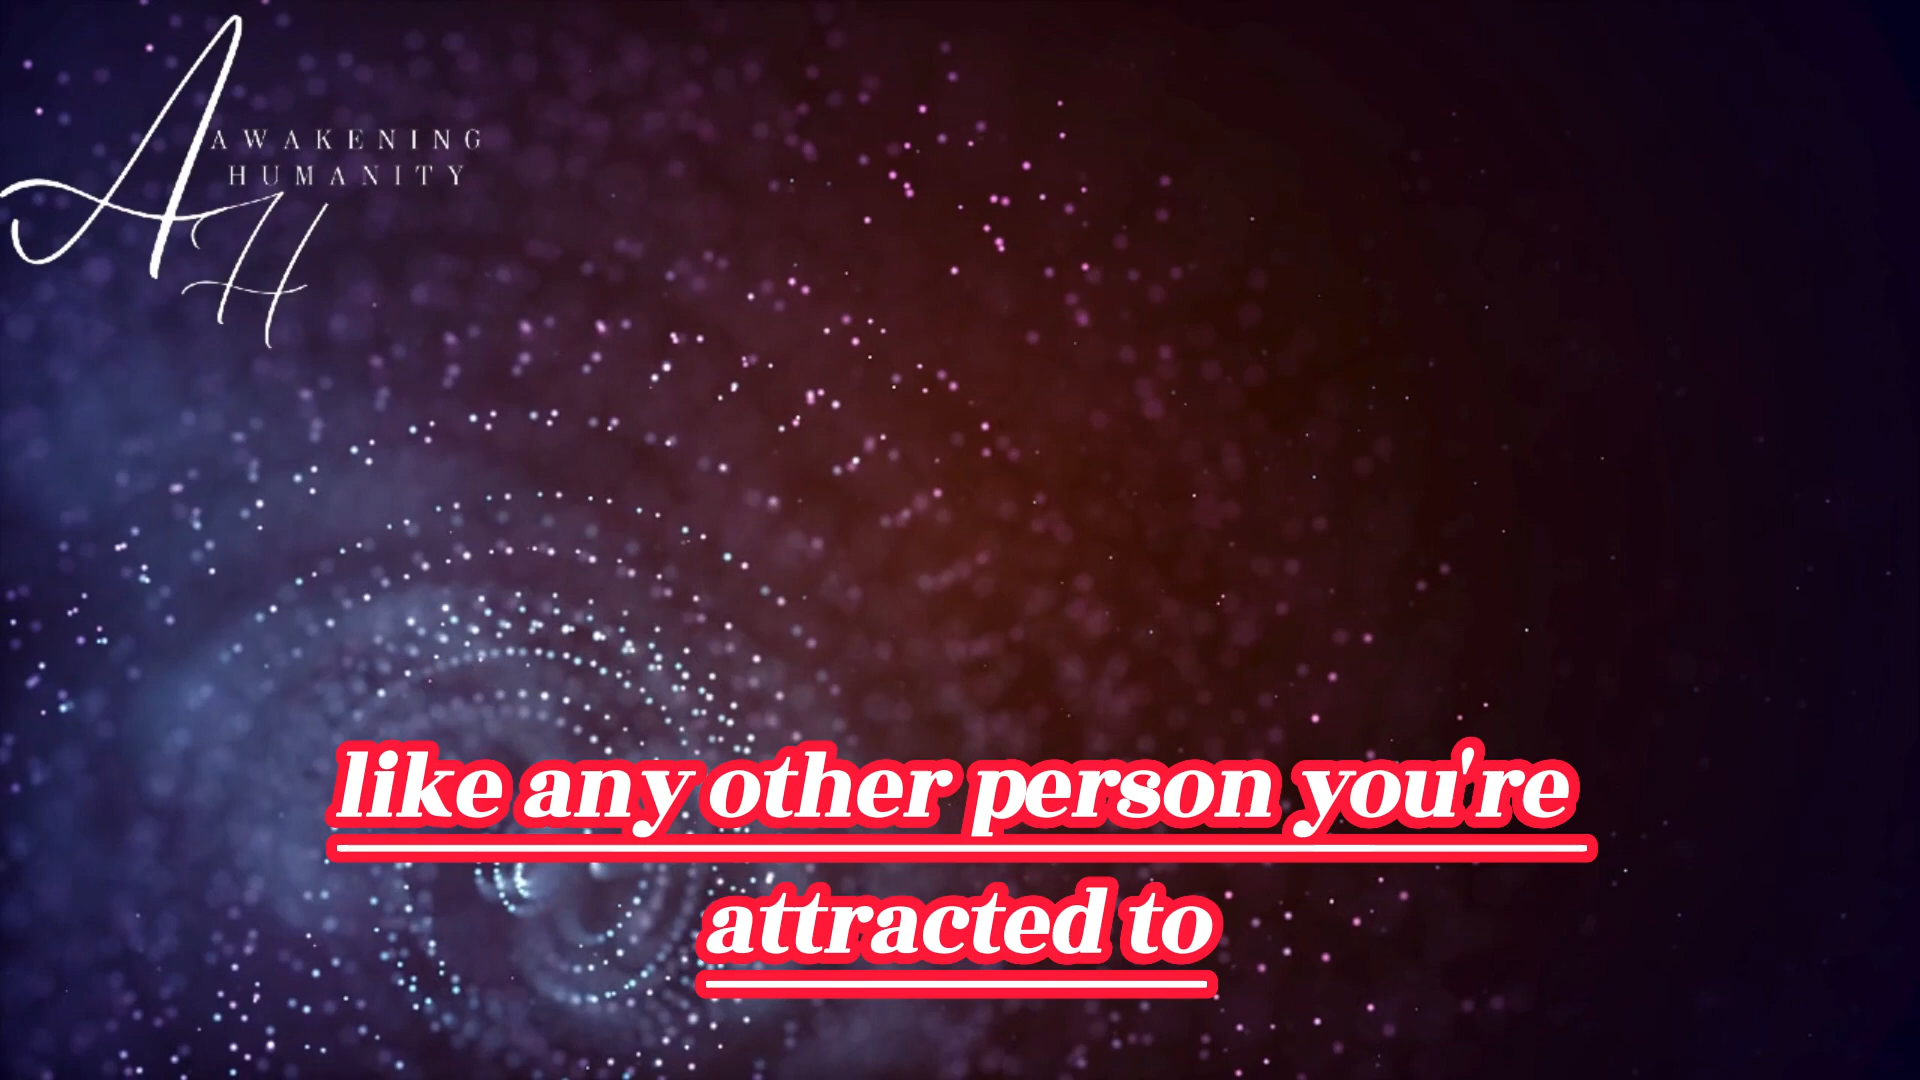 A
AWAKENING
HUMANITY
H
like any other person you're
attracted to